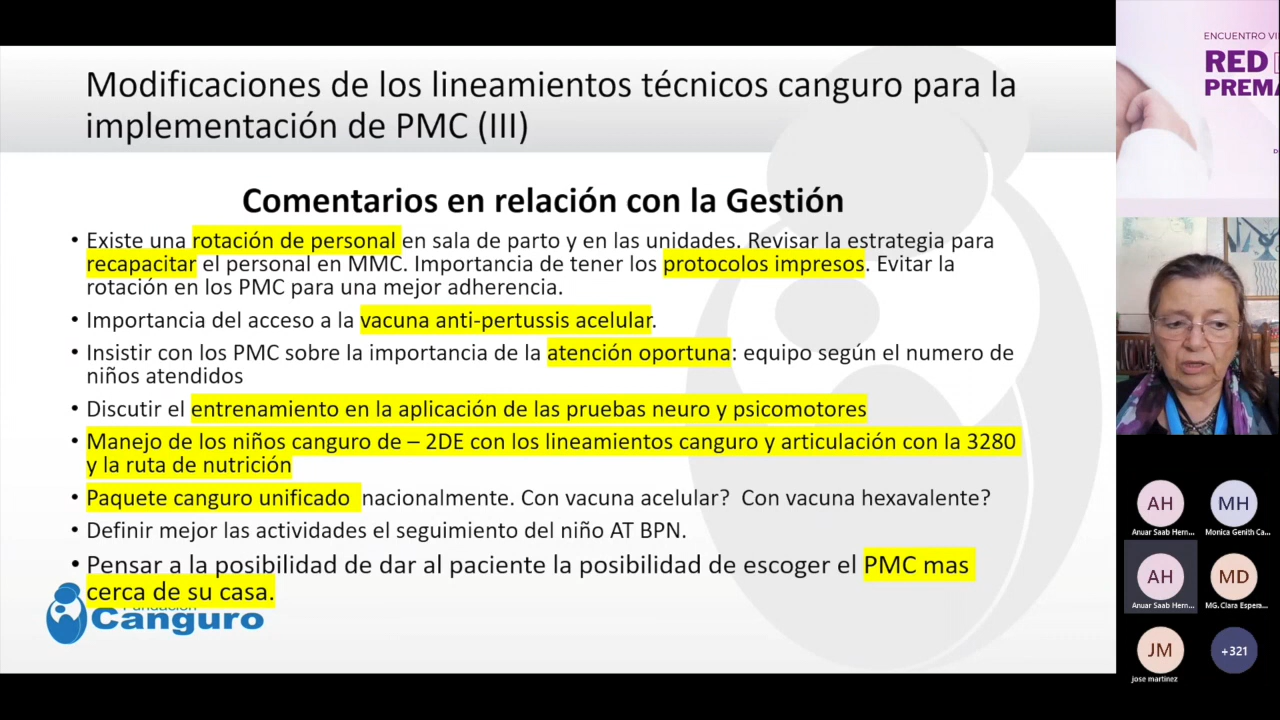 Modificaciones de los lineamientos técnicos canguro para la
implementación de PMC (III)
Comentarios en relación con la Gestión
• Existe una rotación de personal en sala de parto y en las unidades. Revisar la estrategia para
recapacitar el personal en MMC. Importancia de tener los protocolos impresos. Evitar la
rotación en los PMC para una mejor adherencia.
• Importancia del acceso a la vacuna anti-pertussis acelular.
• Insistir con los PMC sobre la importancia de la atención oportuna: equipo según el numero de
niños atendidos
• Discutir el entrenamiento en la aplicación de las pruebas neuro y psicomotores
• Manejo de los niños canguro de – 2DE con los lineamientos canguro y articulación con la 3280
y la ruta de nutrición
• Paquete canguro unificado nacionalmente. Con vacuna acelular? Con vacuna hexavalente?
• Definir mejor las actividades el seguimiento del niño AT BPN.
• Pensar a la posibilidad de dar al paciente la posibilidad de escoger el PMC mas
cerca de su casa.
Fundación
Canguro
ENCUENTRO VI
RED
PREMA
AH
Anuar Saab Hern...
MH
Monica Genith Ca...
AH
Anuar Saab Hern...
MD
MG. Clara Espera...
JM
jose martinez
+321